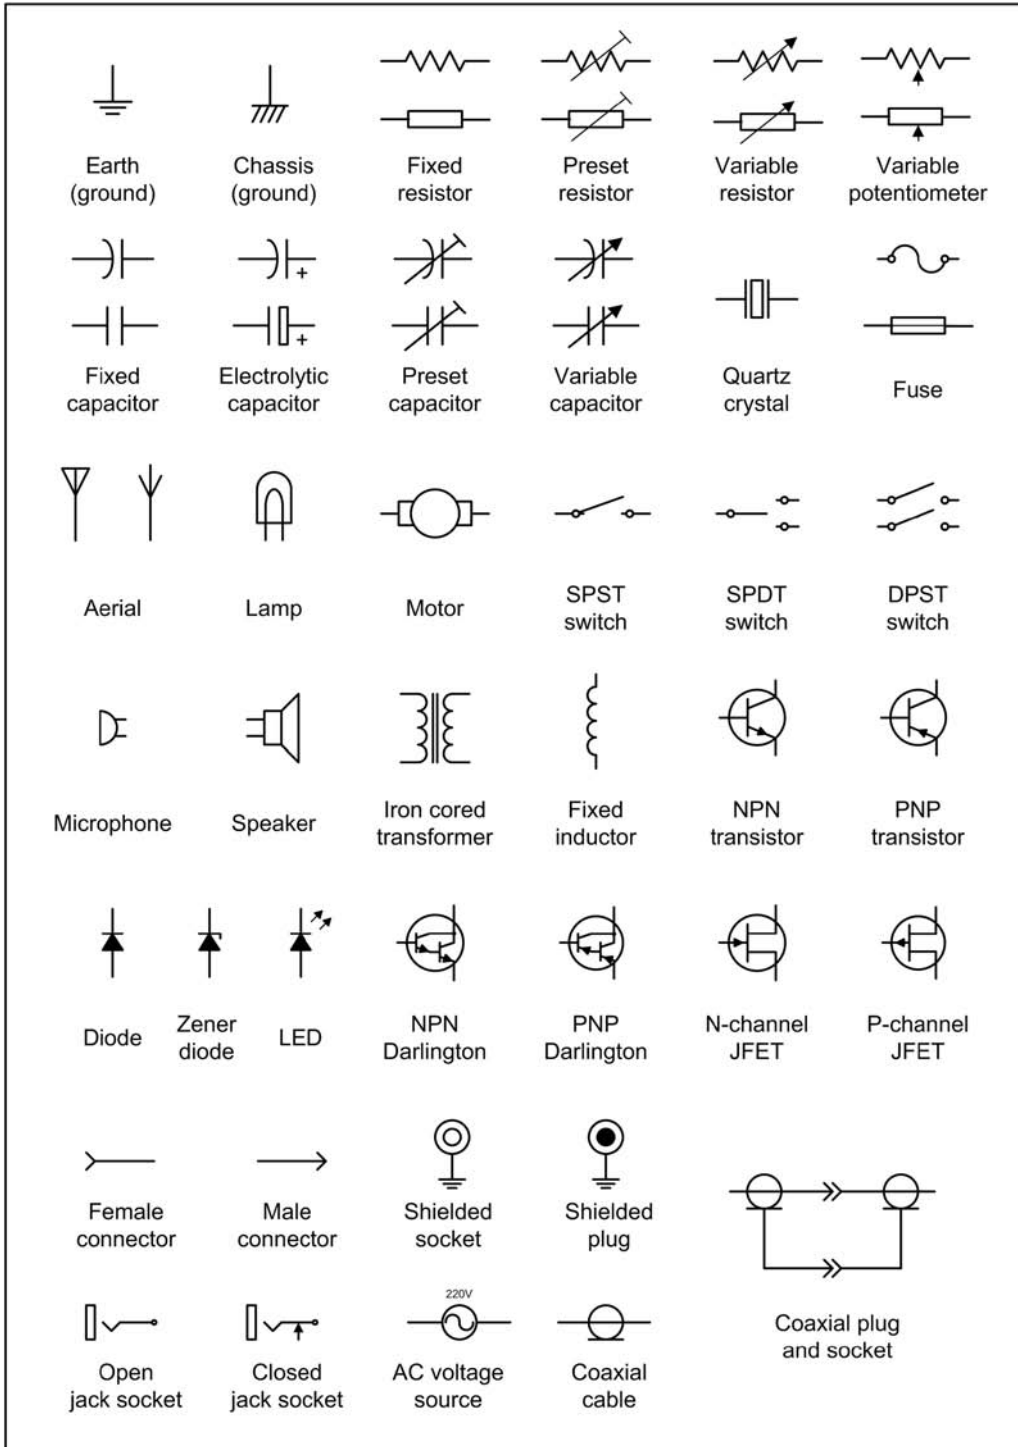 Earth
(ground)
Chassis
(ground)
Fixed
resistor
Preset
resistor
Variable
resistor
Variable
potentiometer
+
+
Fixed
capacitor
Electrolytic
capacitor
Preset
capacitor
Variable
capacitor
Quartz
crystal
Fuse
Aerial
Lamp
Motor
SPST
switch
SPDT
switch
DPST
switch
Microphone
Speaker
Iron cored
transformer
Fixed
inductor
NPN
transistor
PNP
transistor
Diode
Zener
diode
LED
NPN
Darlington
PNP
Darlington
N-channel
JFET
P-channel
JFET
Female
connector
Male
connector
Shielded
socket
Shielded
plug
Coaxial plug
and socket
Open
jack socket
Closed
jack socket
220V
AC voltage
source
Coaxial
cable